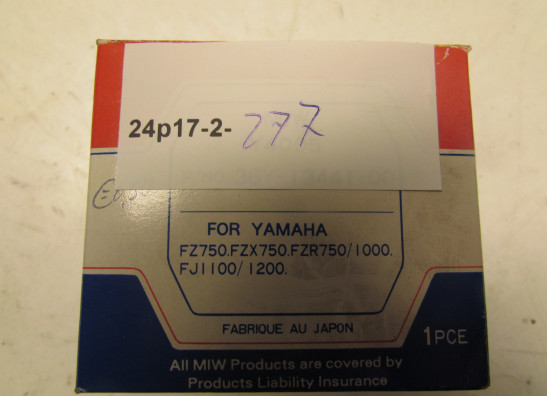 24p17-2- 277
FOR YAMAHA
FZ750.FZX750.FZR750/1000.
FJ1100/1200.
FABRIQUE AU JAPON
1PCE
All MIW Products are covered by
Products Liability Insurance